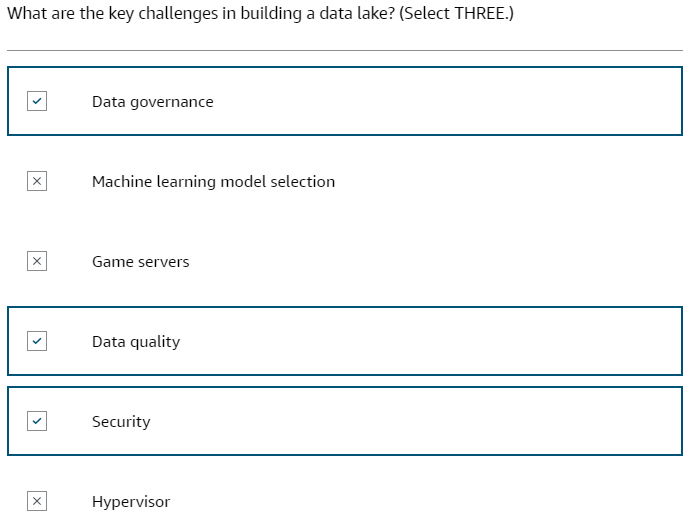 What are the key challenges in building a data lake? (Select THREE.)
Data governance
Machine learning model selection
Game servers
Data quality
Security
Hypervisor